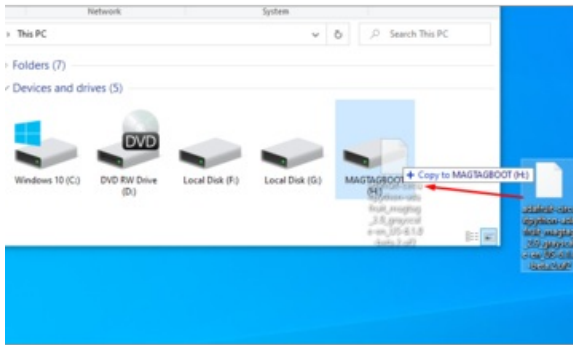 Network
System
This PC
Search This PC
Folders (7)
Devices and drives (5)
DVD
Windows 10 (C:)
DVD RW Drive
(D:)
Local Disk (F:)
Local Disk (G:)
MAGTAGBOOT
(H:)
+ Copy to MAGTAGBOOT (H:)